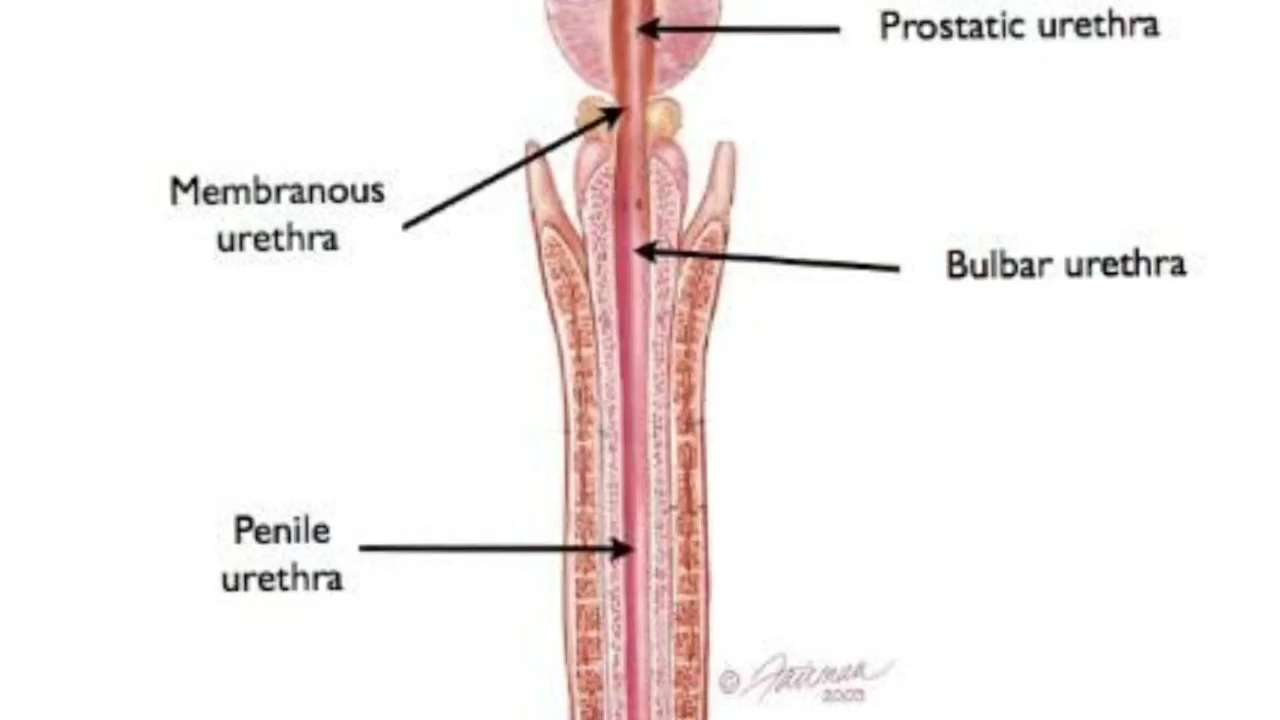 Prostatic urethra
Membranous
urethra
Bulbar urethra
Penile
urethra
©
2003